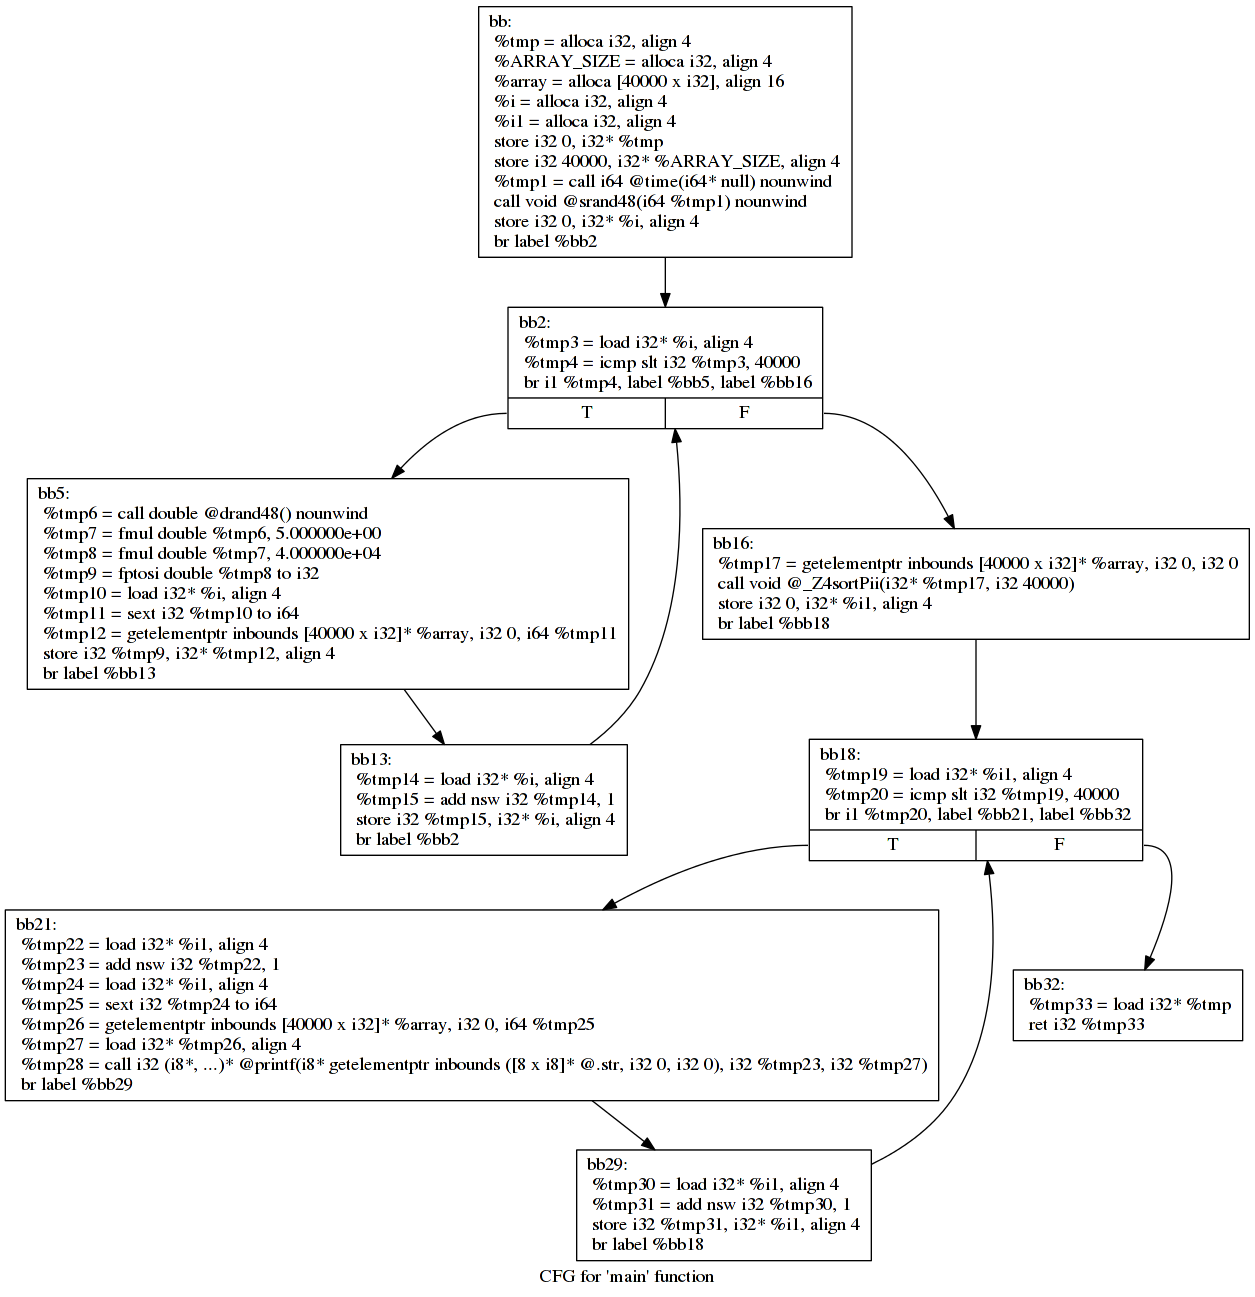 bb:
%tmp = alloca i32, align 4
%ARRAY_SIZE = alloca i32, align 4
%array = alloca [40000 x i32], align 16
%i = alloca i32, align 4
%i1 = alloca i32, align 4
store i32 0, i32* %tmp
store i32 40000, i32* %ARRAY_SIZE, align 4
%tmp1 = call i64 @time(i64* null) nounwind
call void @srand48(i64 %tmp1) nounwind
store i32 0, i32* %i, align 4
br label %bb2
bb2:
%tmp3 = load i32* %i, align 4
%tmp4 = icmp slt i32 %tmp3, 40000
br i1 %tmp4, label %bb5, label %bb16
T F
bb5:
%tmp6 = call double @drand48() nounwind
%tmp7 = fmul double %tmp6, 5.000000e+00
%tmp8 = fmul double %tmp7, 4.000000e+04
%tmp9 = fptosi double %tmp8 to i32
%tmp10 = load i32* %i, align 4
%tmp11 = sext i32 %tmp10 to i64
%tmp12 = getelementptr inbounds [40000 x i32]* %array, i32 0, i64 %tmp11
store i32 %tmp9, i32* %tmp12, align 4
br label %bb13
bb16:
%tmp17 = getelementptr inbounds [40000 x i32]* %array, i32 0, i32 0
call void @_Z4sortPii(i32* %tmp17, i32 40000)
store i32 0, i32* %i1, align 4
br label %bb18
bb13:
%tmp14 = load i32* %i, align 4
%tmp15 = add nsw i32 %tmp14, 1
store i32 %tmp15, i32* %i, align 4
br label %bb2
bb18:
%tmp19 = load i32* %i1, align 4
%tmp20 = icmp slt i32 %tmp19, 40000
br i1 %tmp20, label %bb21, label %bb32
T F
bb21:
%tmp22 = load i32* %i1, align 4
%tmp23 = add nsw i32 %tmp22, 1
%tmp24 = load i32* %i1, align 4
%tmp25 = sext i32 %tmp24 to i64
%tmp26 = getelementptr inbounds [40000 x i32]* %array, i32 0, i64 %tmp25
%tmp27 = load i32* %tmp26, align 4
%tmp28 = call i32 (i8*, ...)* @printf(i8* getelementptr inbounds ([8 x i8]* @.str, i32 0, i32 0), i32 %tmp23, i32 %tmp27)
br label %bb29
bb32:
%tmp33 = load i32* %tmp
ret i32 %tmp33
bb29:
%tmp30 = load i32* %i1, align 4
%tmp31 = add nsw i32 %tmp30, 1
store i32 %tmp31, i32* %i1, align 4
br label %bb18
CFG for 'main' function